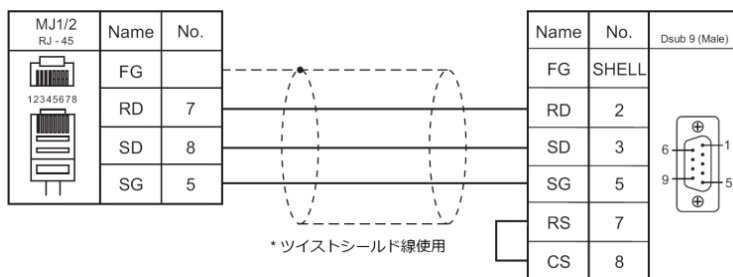 MJ1/2
RJ - 45
Name No.
12345678
FG
RD 7
SD 8
SG 5
* ツイストシールド線使用
Name No.
Dsub 9 (Male)
FG SHELL
RD 2
SD 3
SG 5
RS 7
CS 8
6
1
9
5